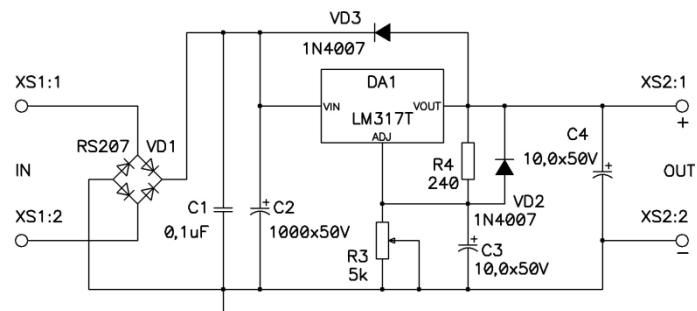 VD3
1N4007
XS1:1
DA1
XS2:1
VIN
VOUT
LM317T
ADJ
+
RS207
VD1
C4
10,0x50V
R4
240
IN
OUT
VD2
1N4007
XS1:2
C1
0,1uF
C2
1000x50V
+
+
+
XS2:2
–
R3
5k
C3
10,0x50V